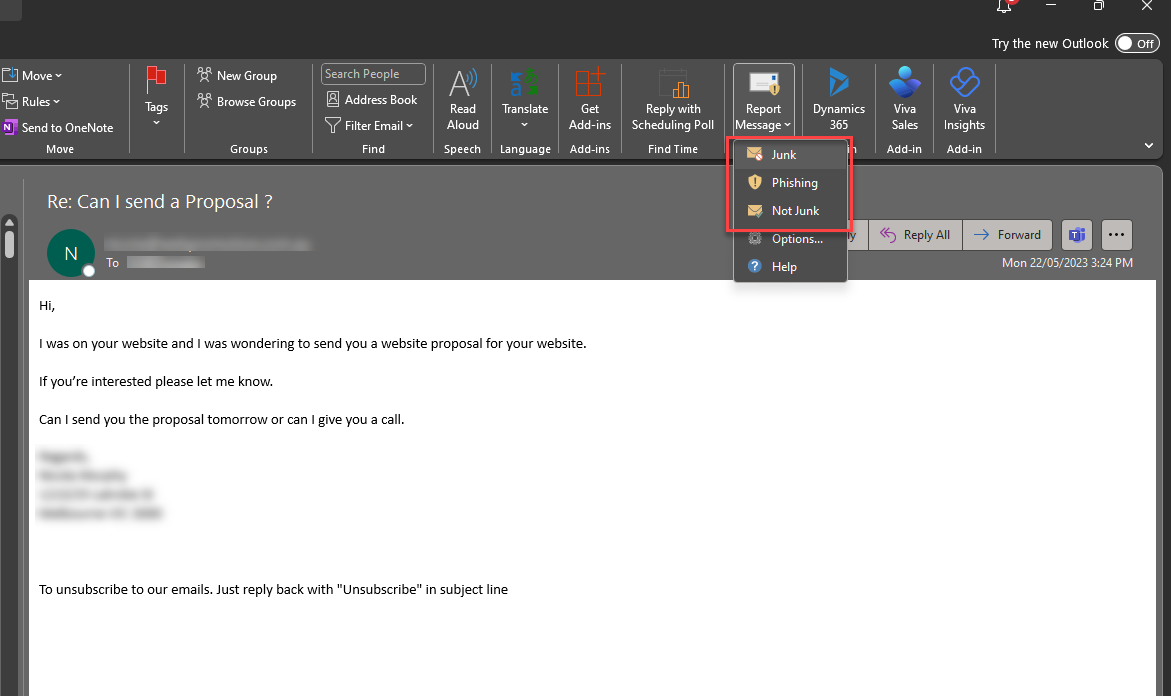 Try the new Outlook Off
Move
Rules
Send to OneNote
Move
Tags
New Group
Browse Groups
Groups
Search People
Address Book
Filter Email
Find
Read
Aloud
Speech
Translate
Language
Get
Add-ins
Add-ins
Reply with
Scheduling Poll
Find Time
Report
Message
Dynamics
365
in
Viva
Sales
Add-in
Viva
Insights
Add-in
Junk
Phishing
Not Junk
Options...
Help
Re: Can I send a Proposal ?
N
To
Reply All
Forward
Mon 22/05/2023 3:24 PM
Hi,
I was on your website and I was wondering to send you a website proposal for your website.
If you’re interested please let me know.
Can I send you the proposal tomorrow or can I give you a call.
To unsubscribe to our emails. Just reply back with "Unsubscribe" in subject line